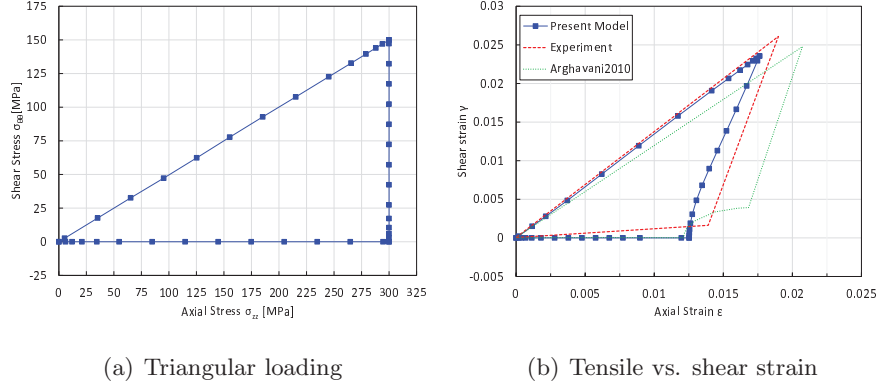 175
150
125
100
75
50
25
0
-25
0 25 50 75 100 125 150 175 200 225 250 275 300 325
Shear Stress σθθ[MPa]
Axial Stress σzz [MPa]
(a) Triangular loading
0.03
0.025
0.02
0.015
0.01
0.005
0
-0.005
0 0.005 0.01 0.015 0.02 0.025
Shear strain γ
Axial Strain ε
Present Model
Experiment
Arghavani2010
(b) Tensile vs. shear strain